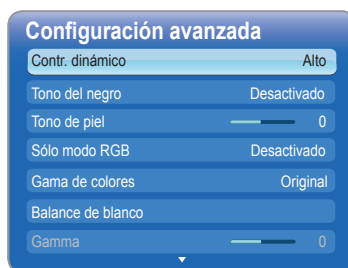 Configuración avanzada
Contr. dinámico Alto
Tono del negro Desactivado
Tono de piel 0
Sólo modo RGB Desactivado
Gama de colores Original
Balance de blanco
Gamma 0